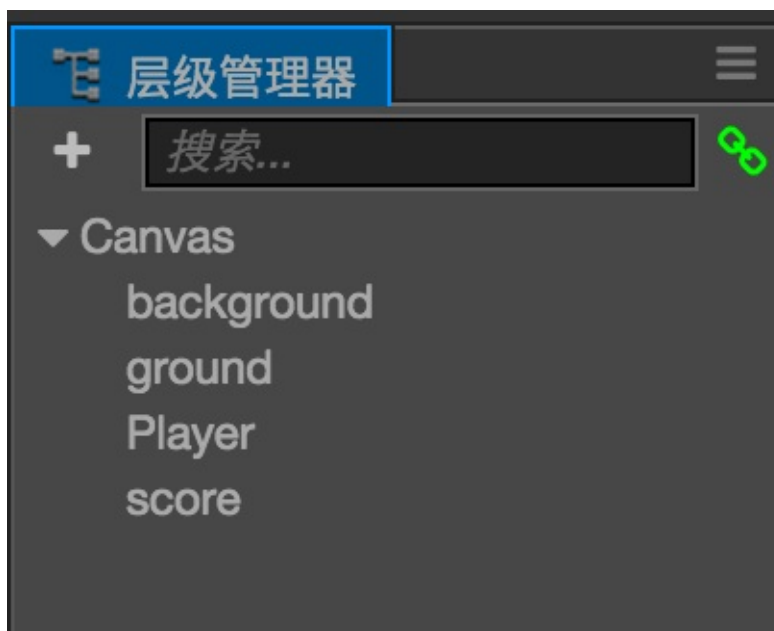 层级管理器
搜索...
Canvas
background
ground
Player
score